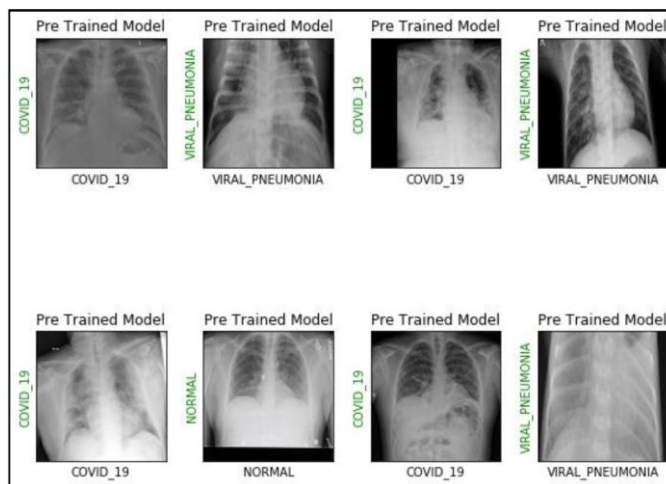 Pre Trained Model Pre Trained Model Pre Trained Model Pre Trained Model
COVID_19 VIRAL_PNEUMONIA COVID_19 VIRAL_PNEUMONIA
COVID_19 VIRAL_PNEUMONIA COVID_19 VIRAL_PNEUMONIA
Pre Trained Model Pre Trained Model Pre Trained Model Pre Trained Model
COVID_19 NORMAL COVID_19 VIRAL_PNEUMONIA
COVID_19 NORMAL COVID_19 VIRAL_PNEUMONIA